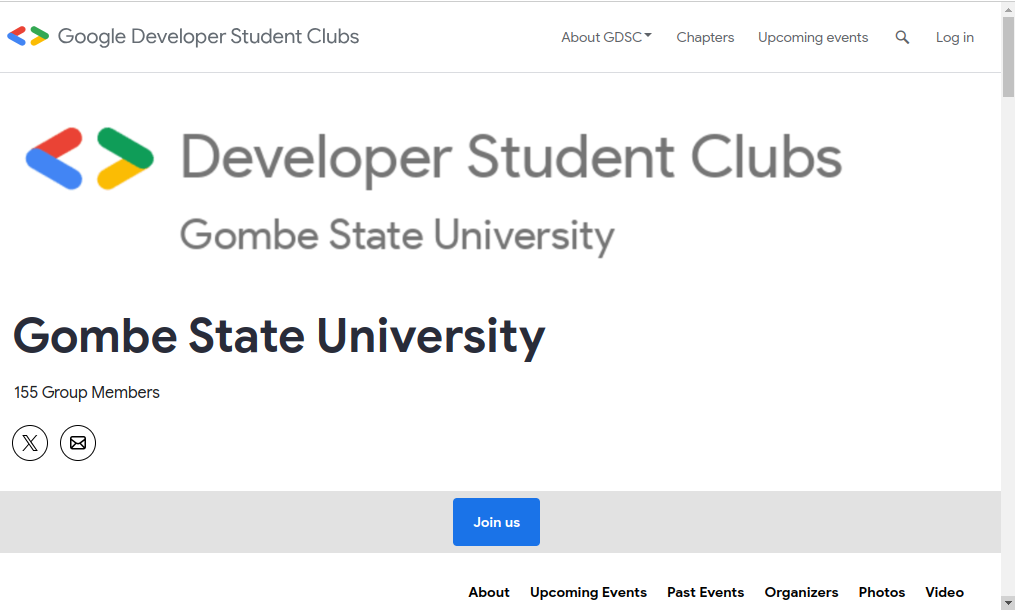 Google Developer Student Clubs
About GDSC Chapters Upcoming events Log in
Developer Student Clubs
Gombe State University
Gombe State University
155 Group Members
Join us
About Upcoming Events Past Events Organizers Photos Video